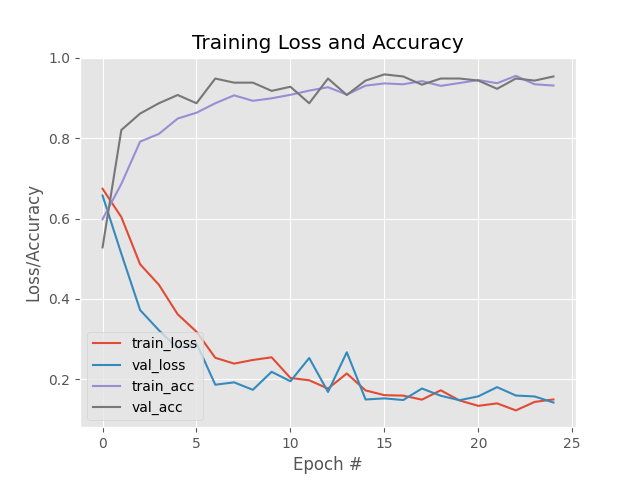 Training Loss and Accuracy
1.0
0.8
0.6
0.4
0.2
Loss/Accuracy
train_loss
val_loss
train_acc
val_acc
0 5 10 15 20 25
Epoch #